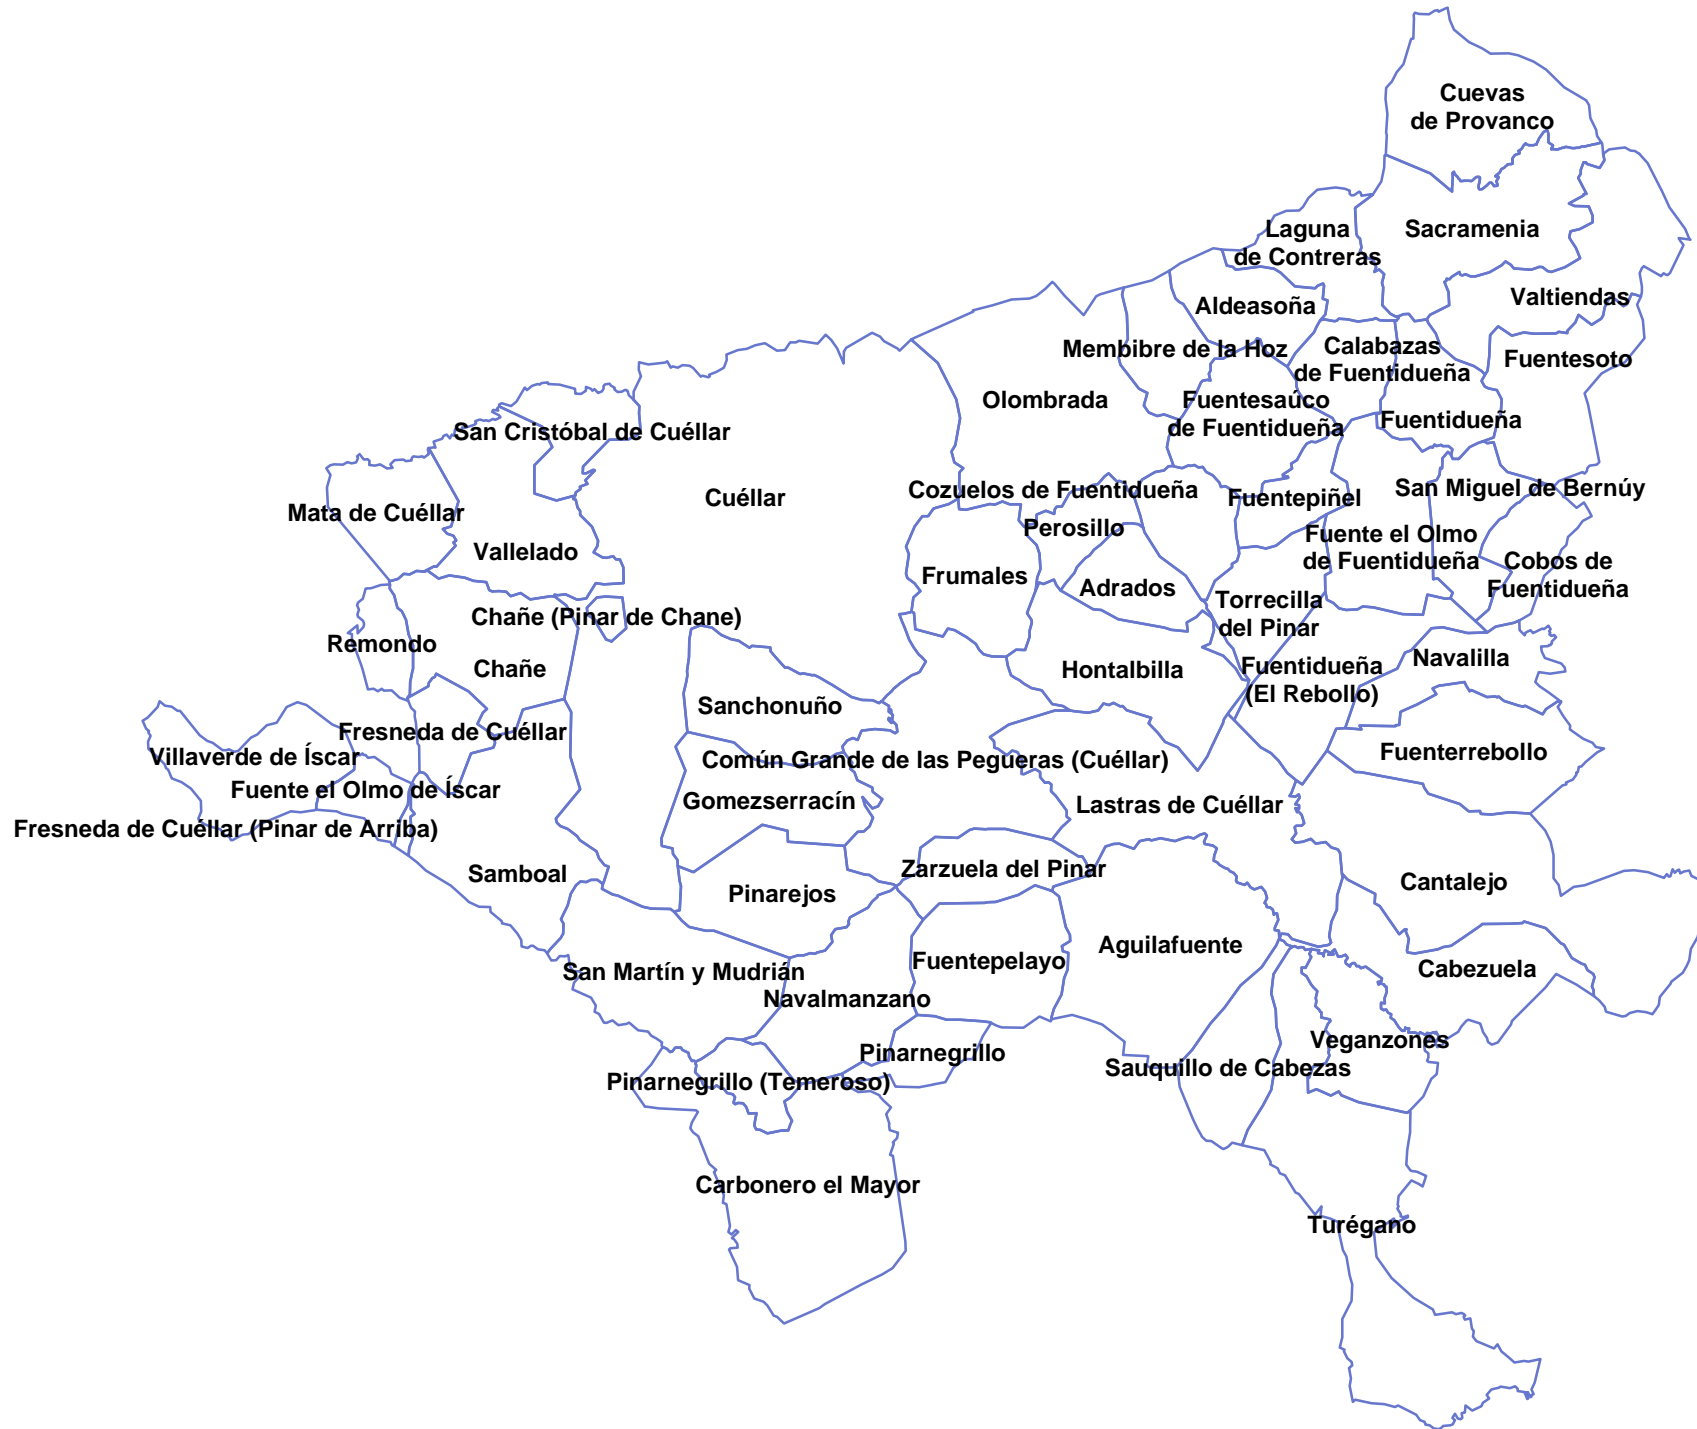 Cuevas
de Provanco
Laguna
de Contreras
Sacramenia
Aldeasoña
Valtiendas
Membibre de la Hoz
Calabazas
de Fuentidueña
Fuentesoto
Olombrada
Fuentesaúco
de Fuentidueña
Fuentidueña
San Cristóbal de Cuéllar
Cuéllar
Cozuelos de Fuentidueña
Fuentepiñel
San Miguel de Bernúy
Mata de Cuéllar
Perosillo
Fuente el Olmo
de Fuentidueña
Vallelado
Frumales
Adrados
Cobos de
Fuentidueña
Chañe (Pinar de Chane)
Torrecilla
del Pinar
Remondo
Chañe
Hontalbilla
Fuentidueña
(El Rebollo)
Navalilla
Sanchonuño
Fresneda de Cuéllar
Villaverde de Íscar
Común Grande de las Pegueras (Cuéllar)
Fuenterrebollo
Fuente el Olmo de Íscar
Gomezserracín
Lastras de Cuéllar
Fresneda de Cuéllar (Pinar de Arriba)
Samboal
Zarzuela del Pinar
Pinarejos
Cantalejo
Aguilafuente
San Martín y Mudrián
Fuentepelayo
Cabezuela
Navalmanzano
Veganzones
Pinarnegrillo
Sauquillo de Cabezas
Pinarnegrillo (Temeroso)
Carbonero el Mayor
Turégano